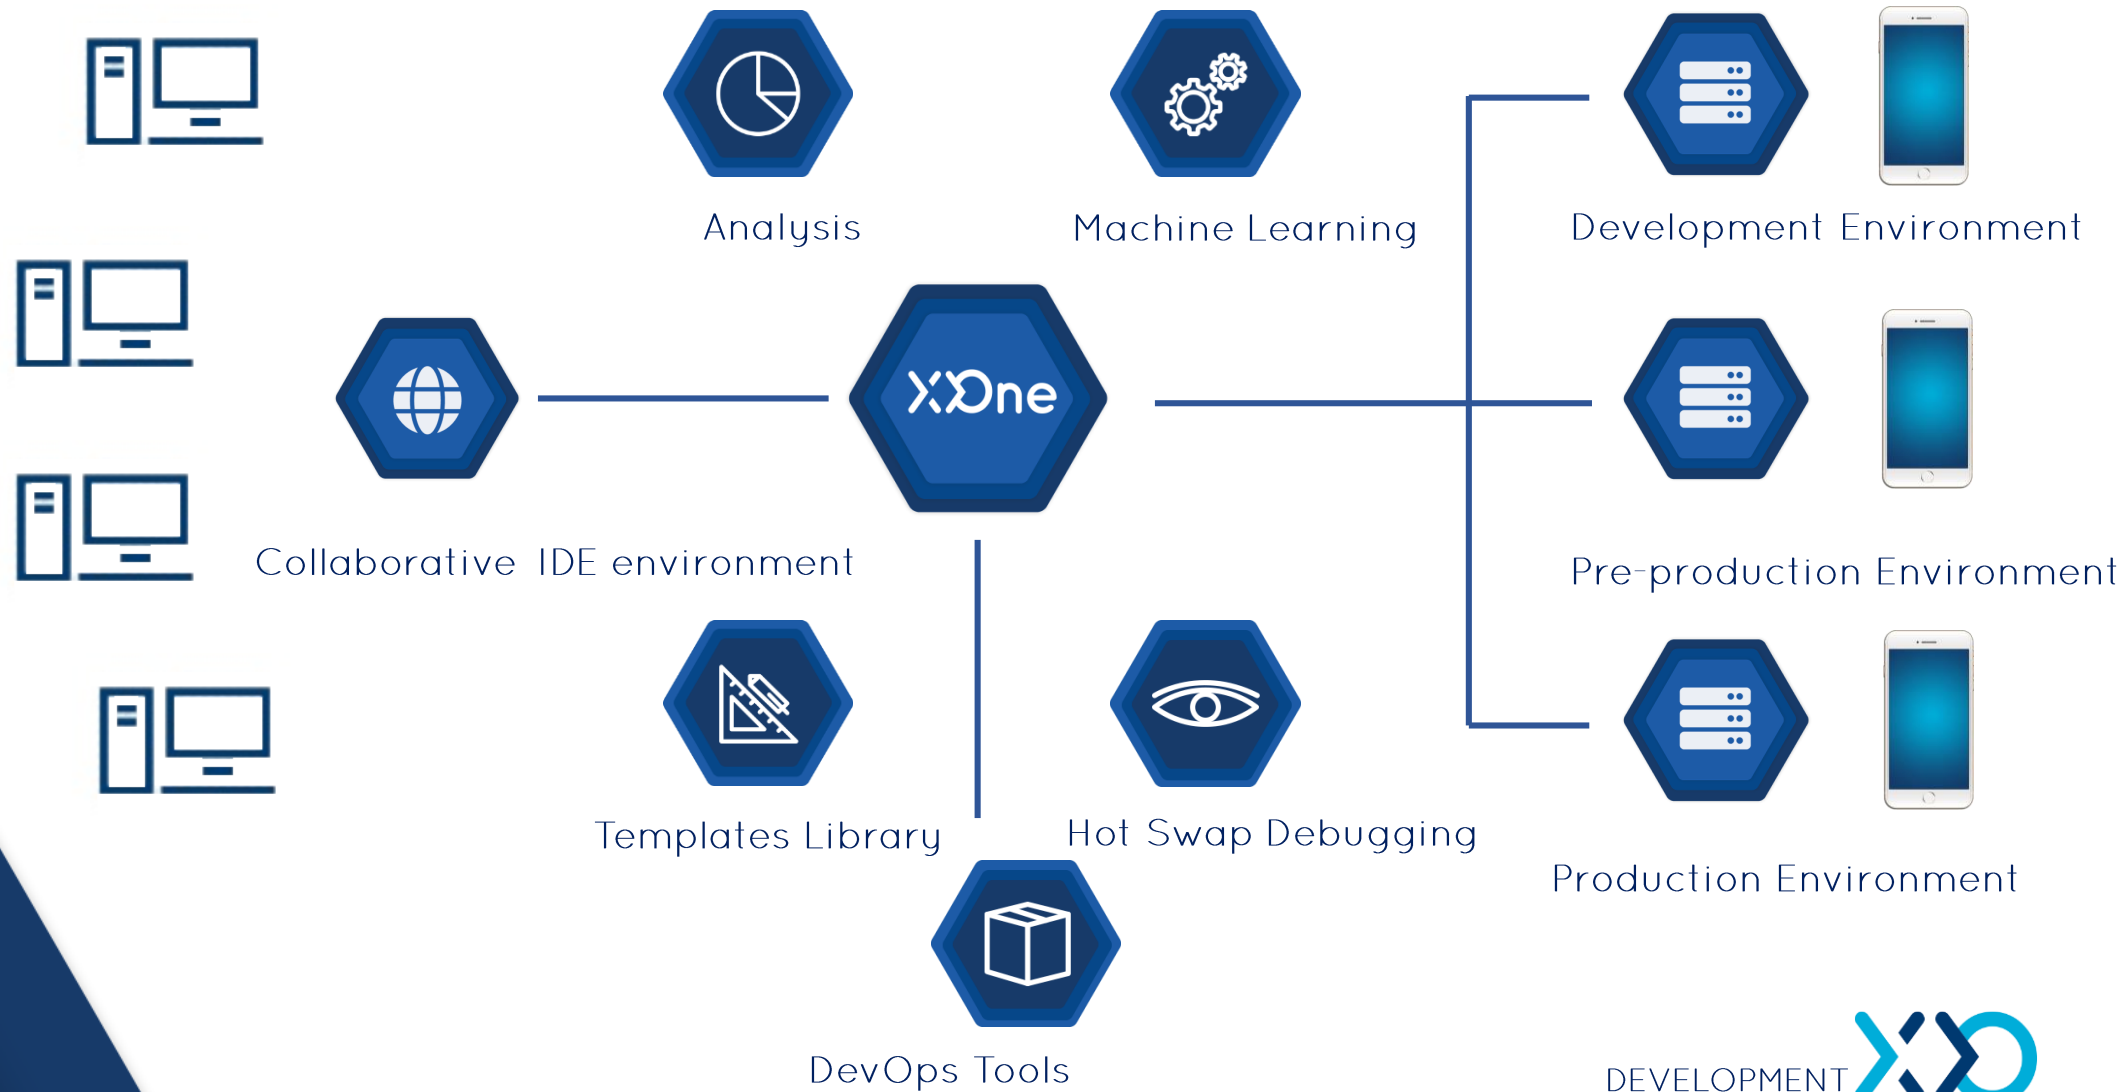 Analysis
Machine Learning
Development Environment
XOne
Collaborative IDE environment
Pre-production Environment
Templates Library
Hot Swap Debugging
Production Environment
DevOps Tools
DEVELOPMENT